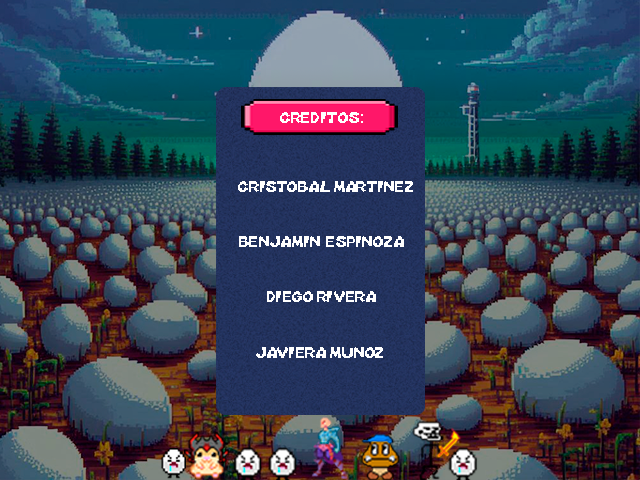 CREDITOS:
CRISTOBAL MARTINEZ
BENJAMIN ESPINOZA
DIEGO RIVERA
JAVIERA MUNOZ